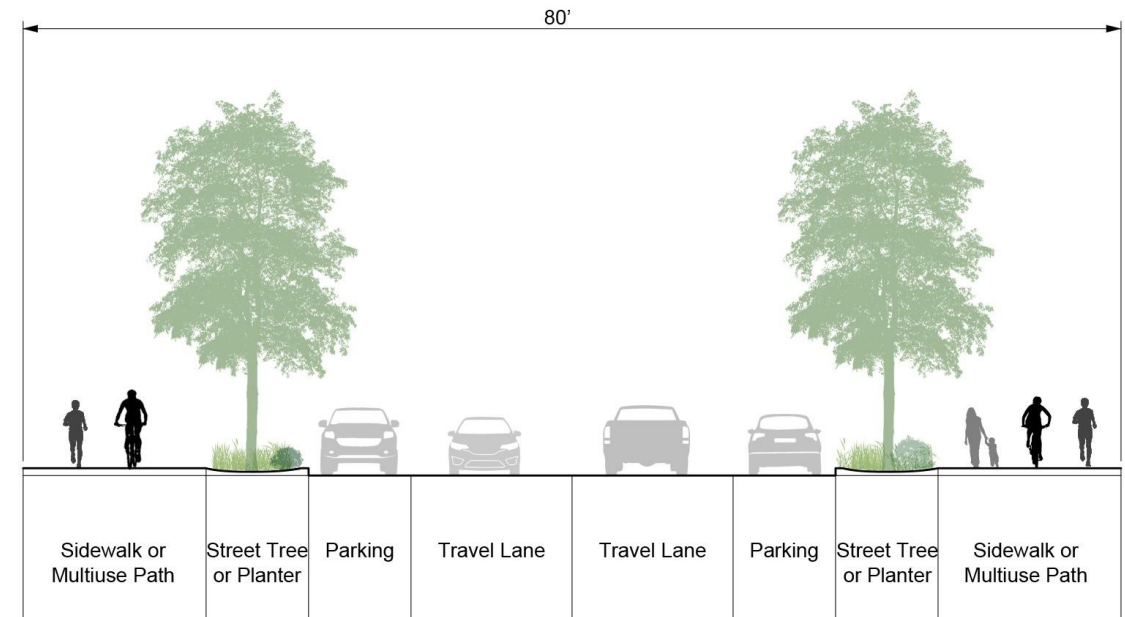 80’
Sidewalk or
Multiuse Path
Street Tree
or Planter
Parking
Travel Lane
Travel Lane
Parking
Street Tree
or Planter
Sidewalk or
Multiuse Path